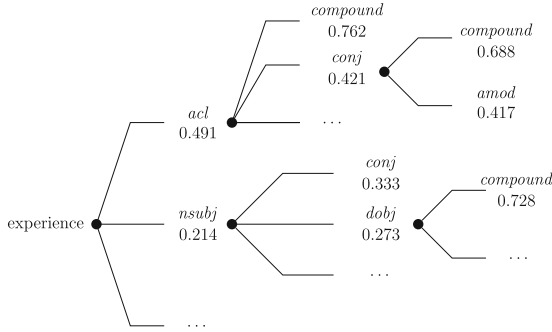 compound
0.762
conj
0.421
compound
0.688
amod
0.417
acl
0.491
...
conj
0.333
experience
nsubj
0.214
dobj
0.273
compound
0.728
...
...
...